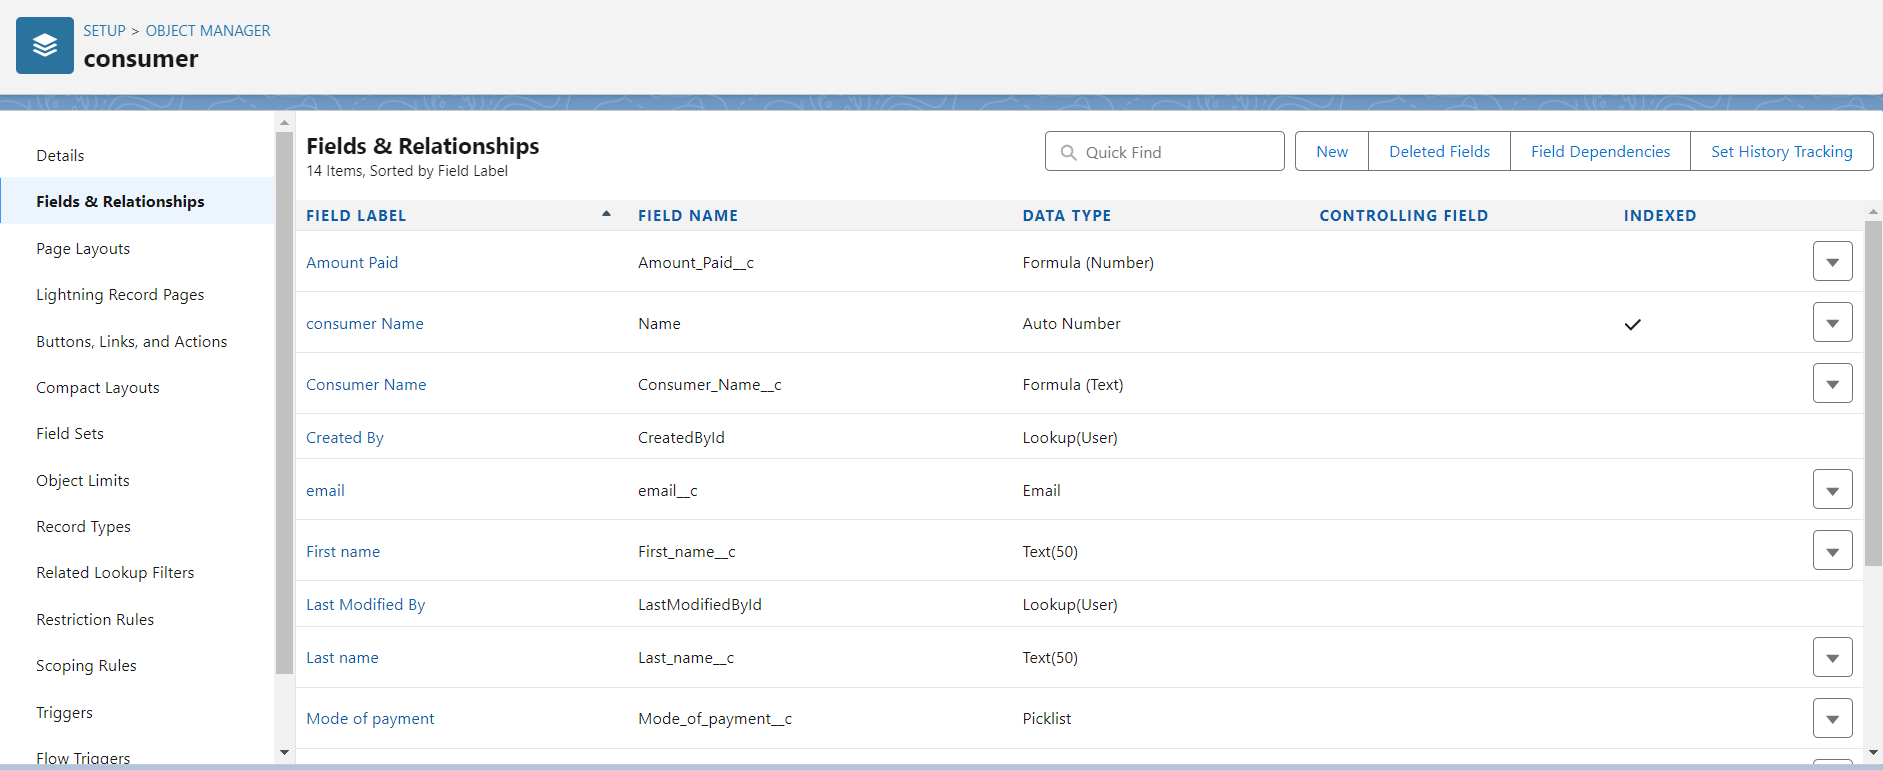 SETUP > OBJECT MANAGER
consumer
Details
Fields & Relationships
Page Layouts
Lightning Record Pages
Buttons, Links, and Actions
Compact Layouts
Field Sets
Object Limits
Record Types
Related Lookup Filters
Restriction Rules
Scoping Rules
Triggers
Flow Triggers
Fields & Relationships
14 Items, Sorted by Field Label
Quick Find
New Deleted Fields Field Dependencies Set History Tracking
FIELD LABEL FIELD NAME DATA TYPE CONTROLLING FIELD INDEXED
Amount Paid Amount_Paid__c Formula (Number)
consumer Name Name Auto Number
Consumer Name Consumer_Name__c Formula (Text)
Created By CreatedById Lookup(User)
email email__c Email
First name First_name__c Text(50)
Last Modified By LastModifiedById Lookup(User)
Last name Last_name__c Text(50)
Mode of payment Mode_of_payment__c Picklist